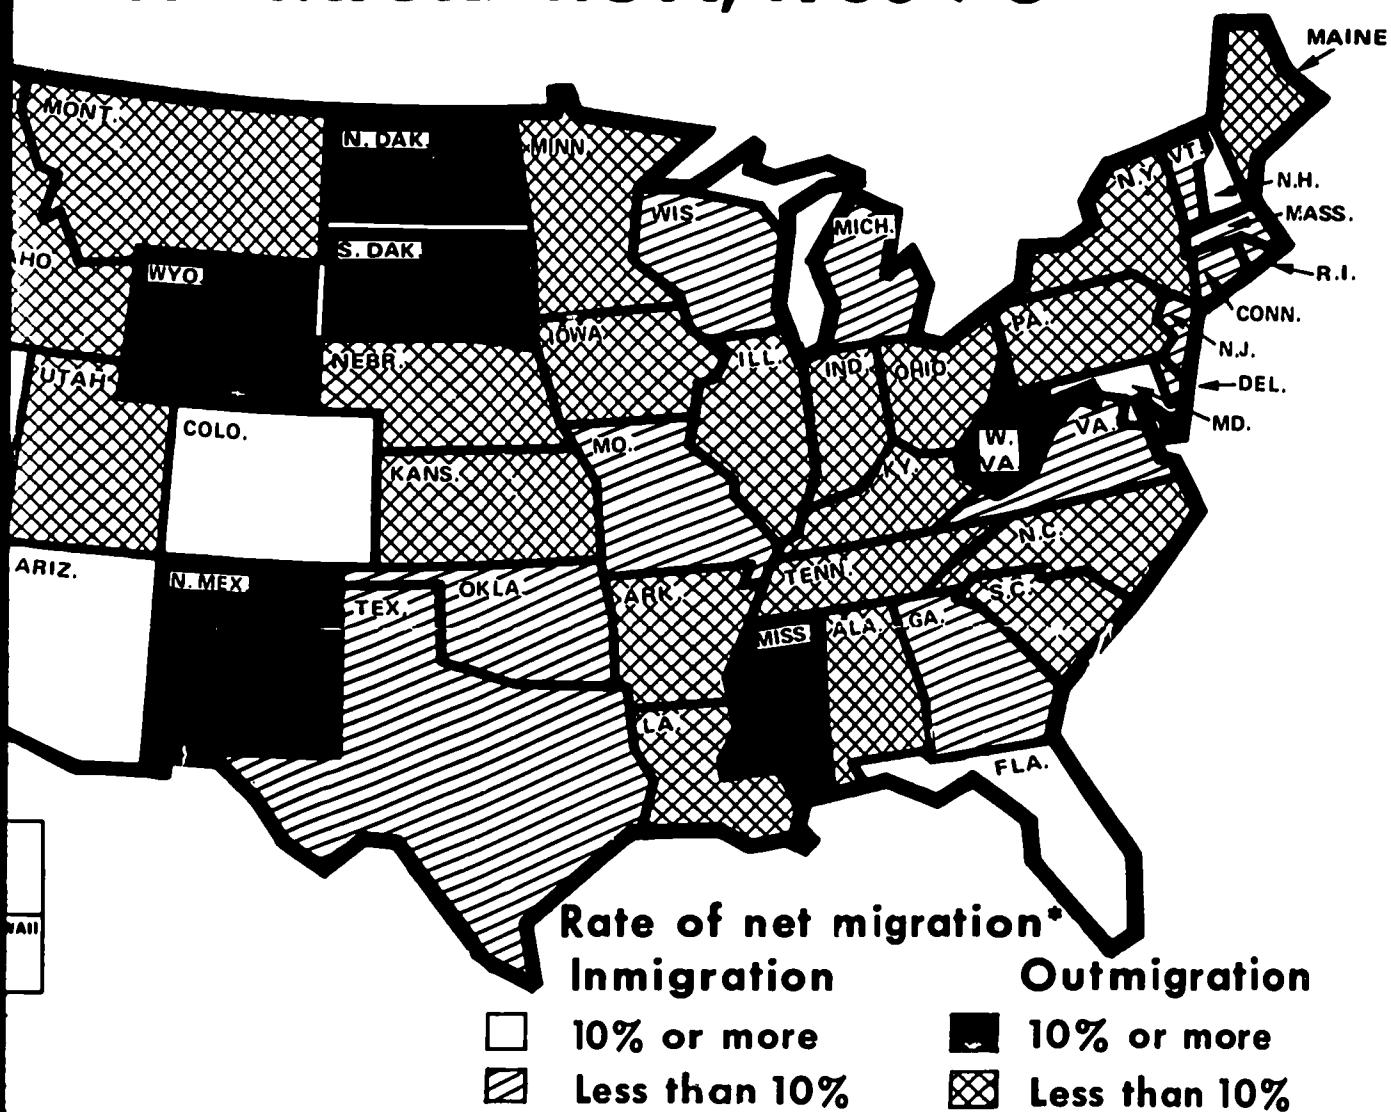 MAINE
MONT.
N. DAK.
MINN.
VT.
N.Y.
N.H.
MASS.
WIS.
MICH.
S. DAK.
WYO.
R.I.
CONN.
PA.
IOWA
N.J.
NEBR.
ILL.
IND.
OHIO
UTAH
DEL.
MD.
COLO.
MO.
W.
VA.
VA.
KANS.
KY.
N.C.
ARIZ.
N. MEX.
TEX.
OKLA.
ARK.
TENN.
S.C.
MISS.
ALA.
GA.
LA.
FLA.
Rate of net migration*
Inmigration
Outmigration
10% or more
10% or more
Less than 10%
Less than 10%